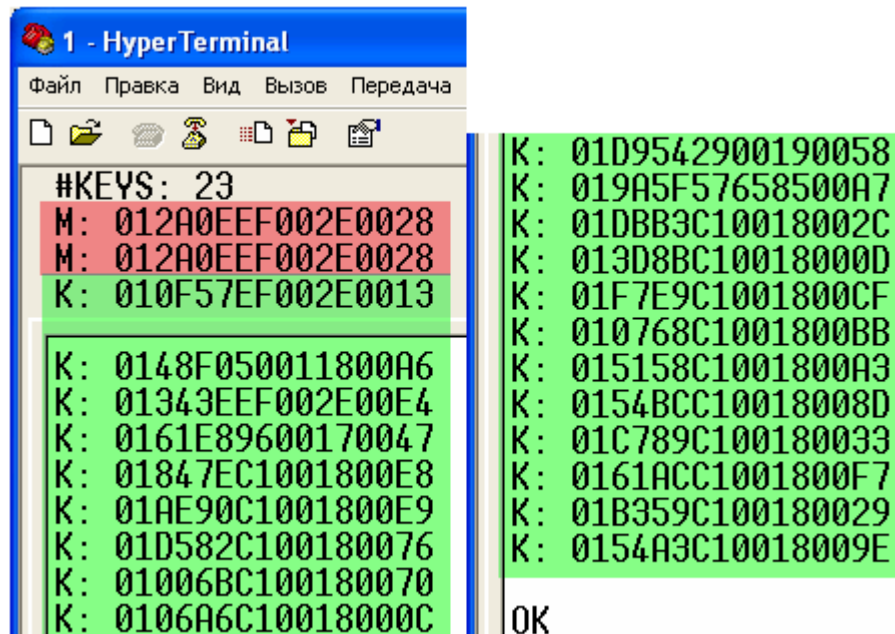 1 - HyperTerminal
Файл Правка Вид Вызов Передача
#KEYS: 23
M: 012A0EEF002E0028
M: 012A0EEF002E0028
K: 010F57EF002E0013
K: 0148F050011800A6
K: 01343EEF002E00E4
K: 0161E89600170047
K: 01847EC1001800E8
K: 01AE90C1001800E9
K: 01D582C100180076
K: 01006BC100180070
K: 0106A6C10018000C
K: 01D9542900190058
K: 019A5F57658500A7
K: 01DBB3C10018002C
K: 013D8BC10018000D
K: 01F7E9C1001800CF
K: 010768C1001800BB
K: 015158C1001800A3
K: 0154BCC10018008D
K: 01C789C100180033
K: 0161ACC1001800F7
K: 01B359C100180029
K: 0154A3C10018009E
OK